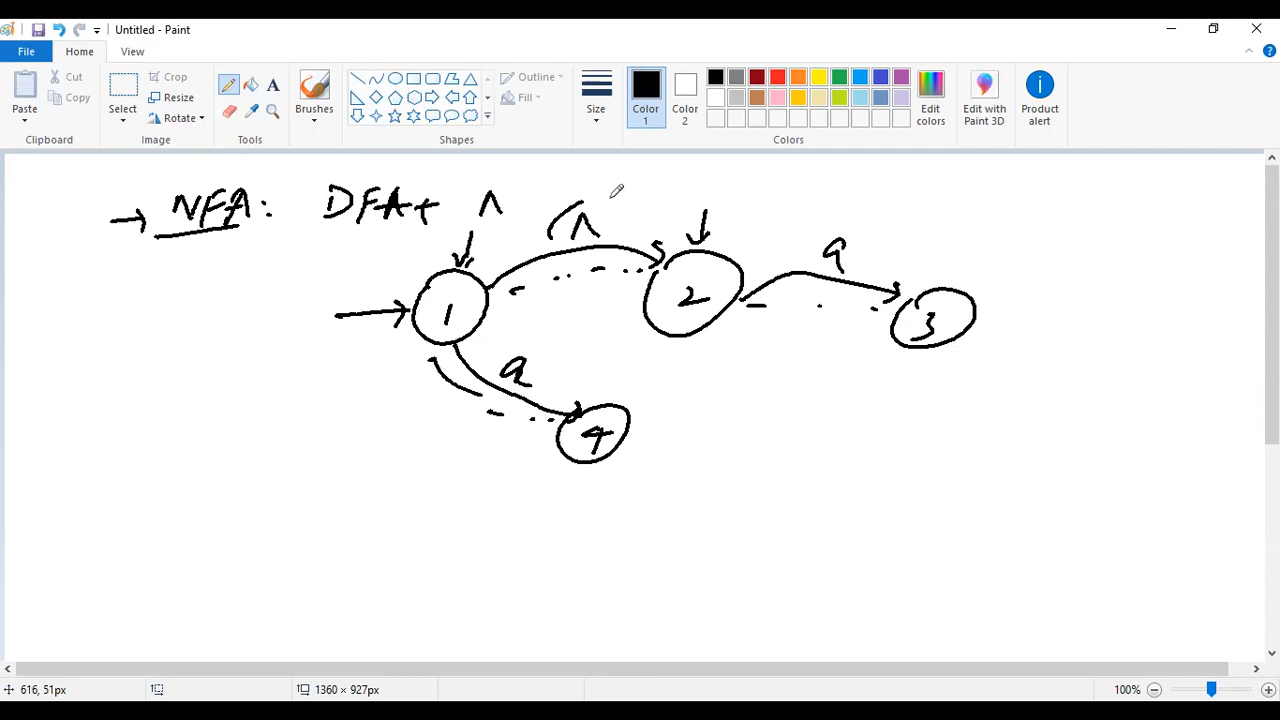 Untitled - Paint
File Home View
Paste
Cut
Copy
Clipboard
Select
Crop
Resize
Rotate
Image
A
Tools
Brushes
Shapes
Outline
Fill
Size
Color 1
Color 2
Edit colors
Colors
Edit with Paint 3D
Product alert
→ NFA: DFA+ Λ
(Λ
a
1
2
3
a
4
616, 51px
1360 × 927px
100%